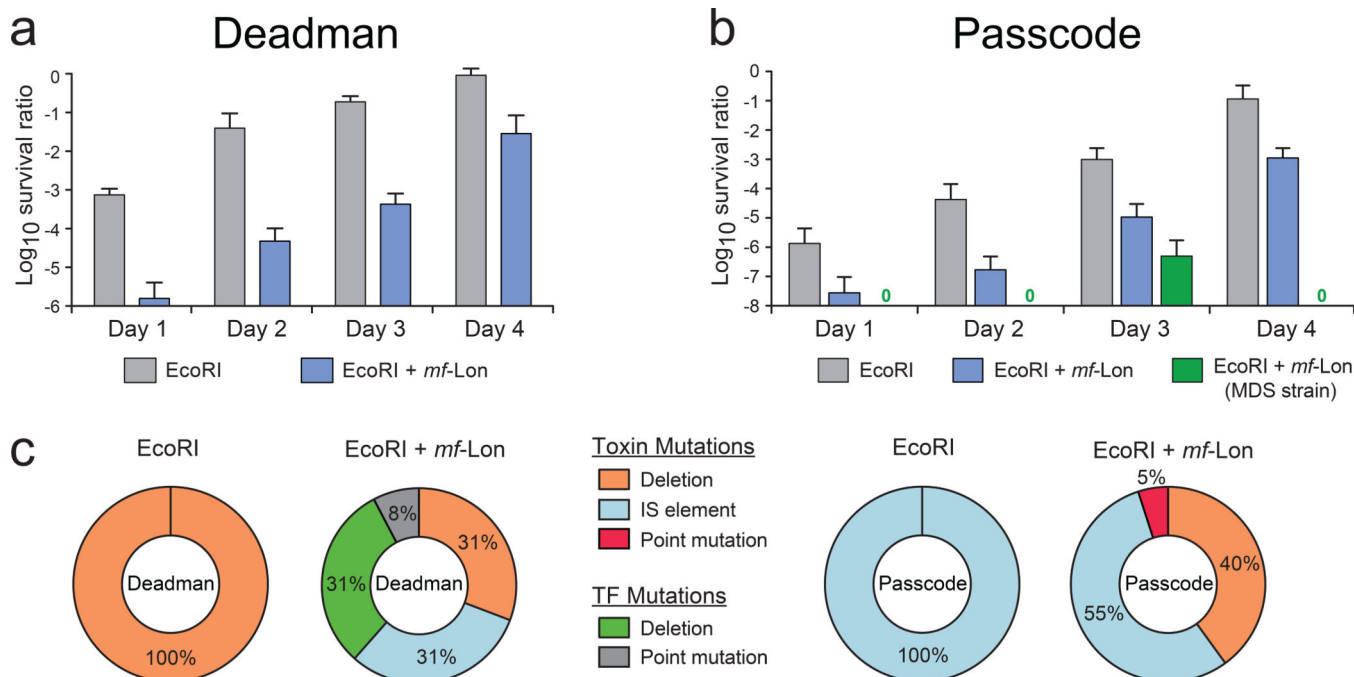 a
Deadman
Log10 survival ratio
0
-1
-2
-3
-4
-5
-6
Day 1
Day 2
Day 3
Day 4
EcoRI
EcoRI + mf-Lon
b
Passcode
Log10 survival ratio
0
-1
-2
-3
-4
-5
-6
-7
-8
0
0
0
Day 1
Day 2
Day 3
Day 4
EcoRI
EcoRI + mf-Lon
EcoRI + mf-Lon
(MDS strain)
c
EcoRI
Deadman
100%
EcoRI + mf-Lon
8%
31%
31%
Deadman
31%
Toxin Mutations
Deletion
IS element
Point mutation
TF Mutations
Deletion
Point mutation
EcoRI
Passcode
100%
EcoRI + mf-Lon
5%
40%
55%
Passcode